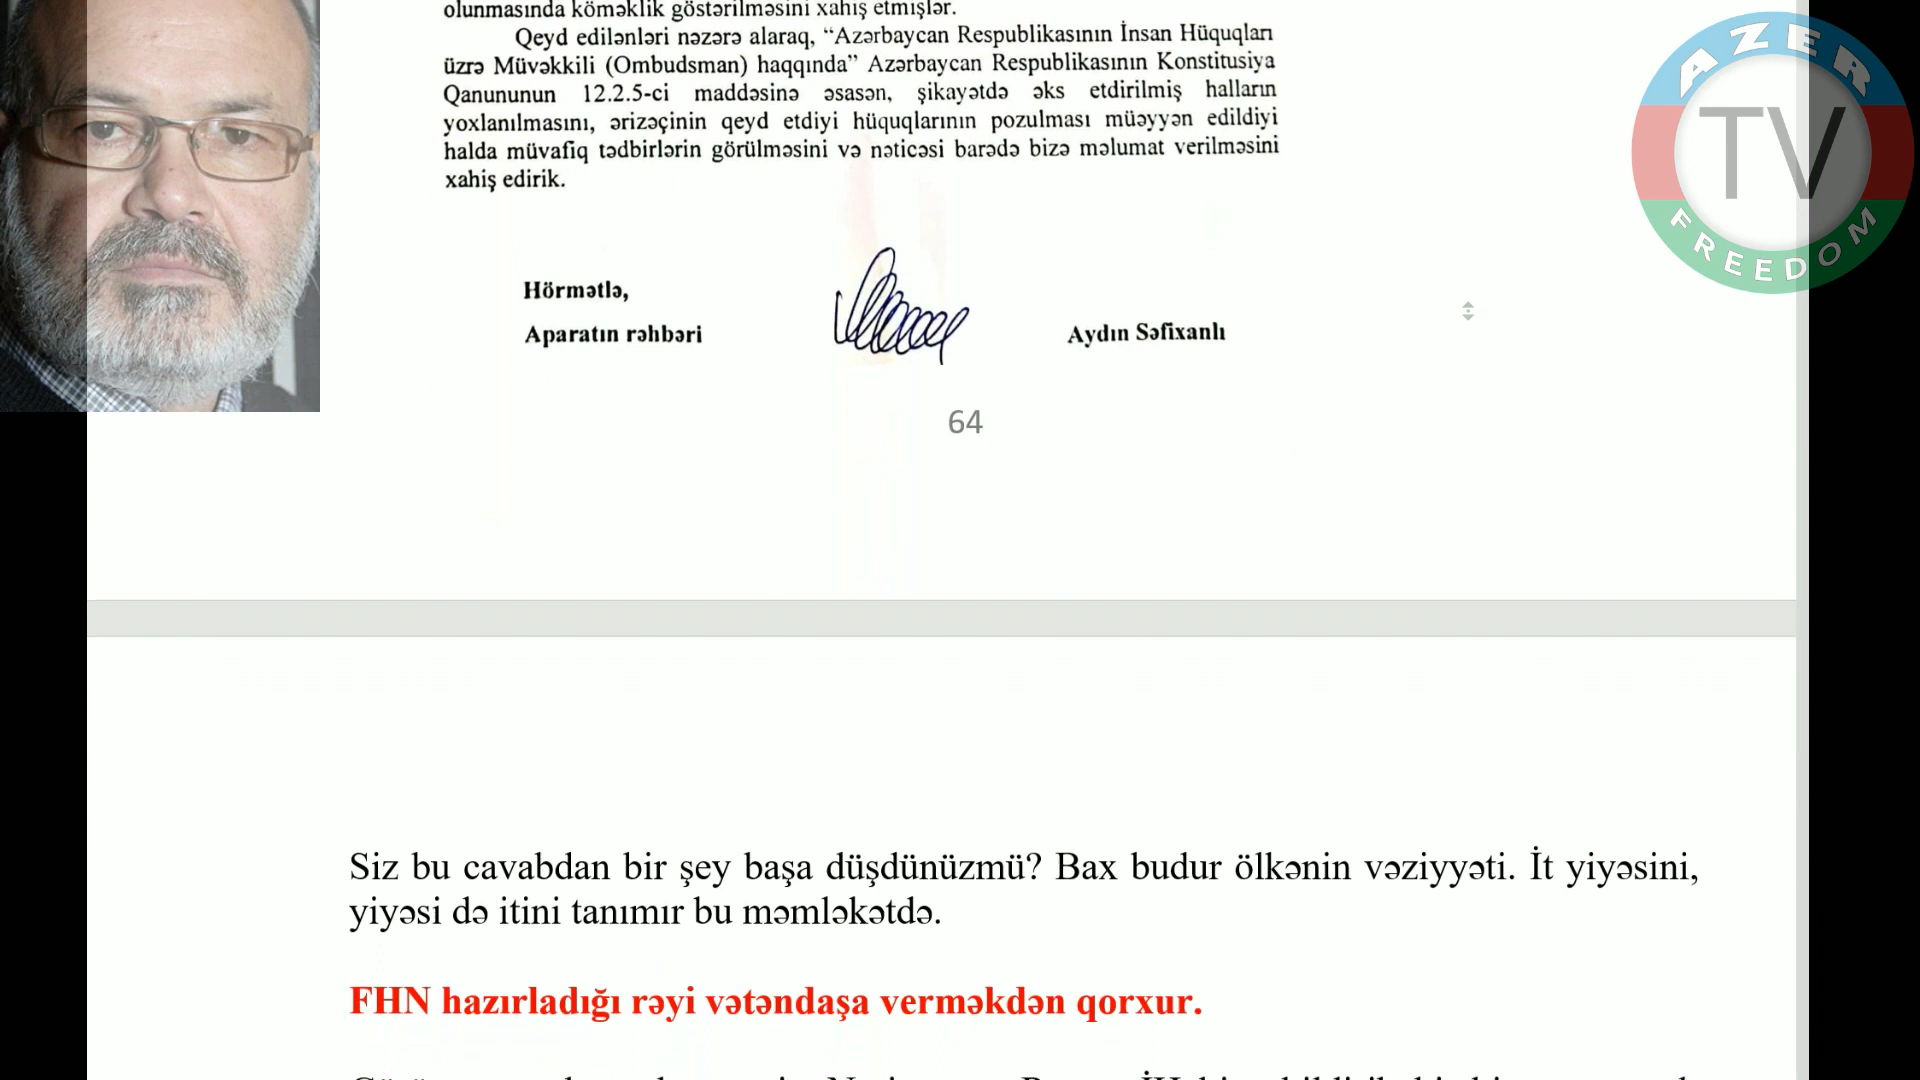 olunmasında köməklik göstərilməsini xahiş etmişlər.
Qeyd edilənləri nəzərə alaraq, “Azərbaycan Respublikasının İnsan Hüquqları
üzrə Müvəkkili (Ombudsman) haqqında” Azərbaycan Respublikasının Konstitusiya
Qanununun 12.2.5-ci maddəsinə əsasən, şikayətdə əks etdirilmiş halların
yoxlanılmasını, ərizəçinin qeyd etdiyi hüquqlarının pozulması müəyyən edildiyi
halda müvafiq tədbirlərin görülməsini və nəticəsi barədə bizə məlumat verilməsini
xahiş edirik.
Hörmətlə,
Aparatın rəhbəri Aydın Səfixanlı
64
AZER
TV
FREEDOM
Siz bu cavabdan bir şey başa düşdünüzmü? Bax budur ölkənin vəziyyəti. İt yiyəsini,
yiyəsi də itini tanımır bu məmləkətdə.
FHN hazırladığı rəyi vətəndaşa verməkdən qorxur.